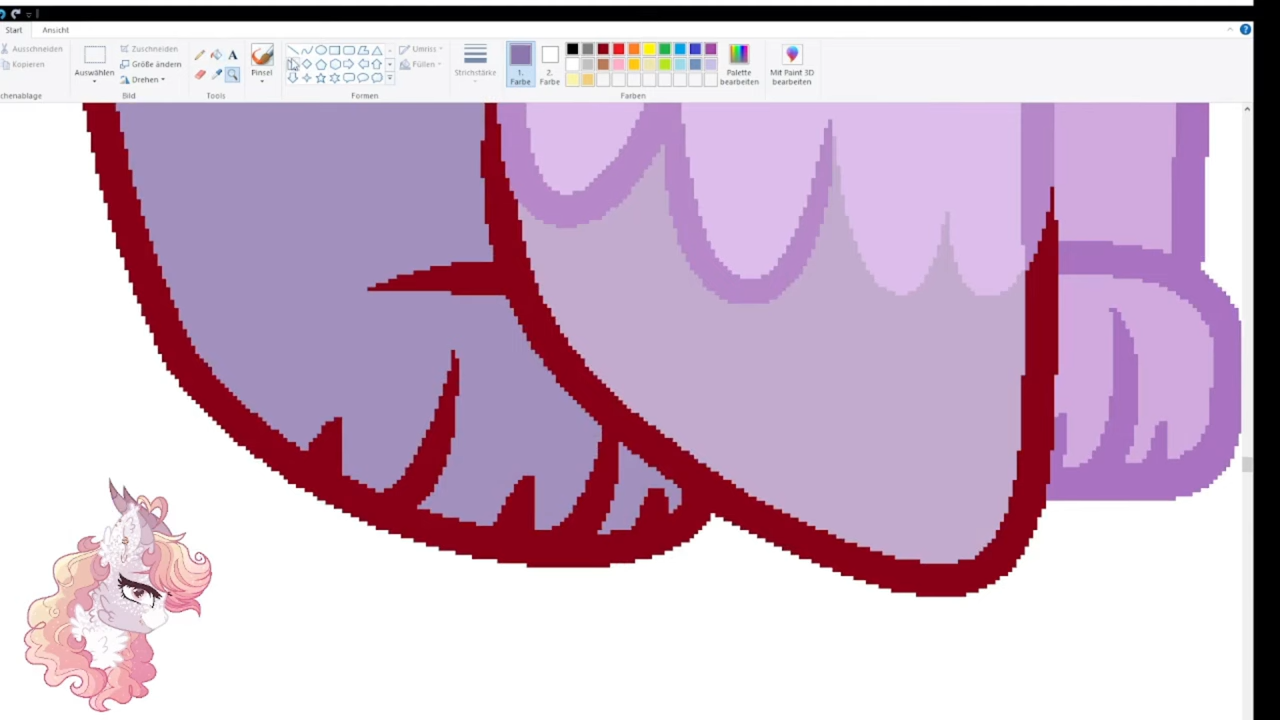 Start Ansicht
Ausschneiden
Kopieren
chenablage
Auswählen
Zuschneiden
Größe ändern
Drehen
Bild
A
Tools
Pinsel
Umriss
Füllen
Formen
Strichstärke
1.
Farbe
2.
Farbe
Palette
bearbeiten
Farben
Mit Paint 3D
bearbeiten